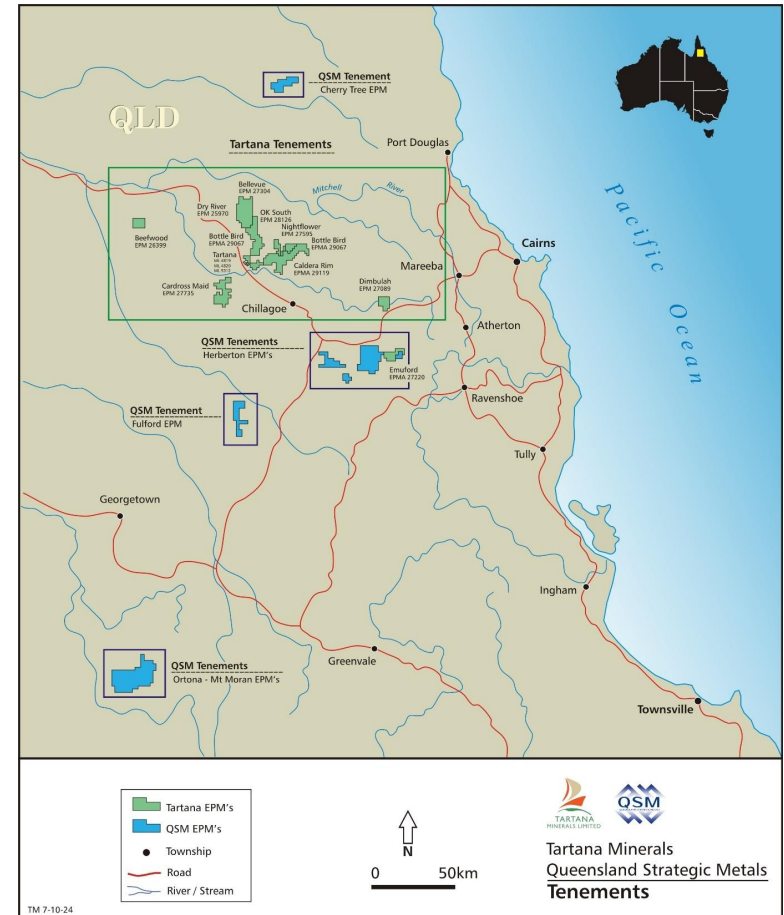 QSM Tenement
Cherry Tree EPM
QLD
Tartana Tenements
Port Douglas
Bellevue
EPM 27304
Mitchell
River
Dry River
EPM 25970
OK South
EPM 28126
Nightflower
EPM 27595
Beefwood
EPM 26399
Bottle Bird
EPMA 29067
Bottle Bird
EPMA 29067
Tartana
Caldera Rim
EPMA 29119
Cardross Maid
EPM 27735
Dimbulah
EPM 27089
Mareeba
Cairns
Pacific Ocean
Chillagoe
Atherton
QSM Tenements
Herberton EPM's
Emuford
EPMA 27220
Ravenshoe
QSM Tenement
Fulford EPM
Tully
Georgetown
Ingham
QSM Tenements
Ortona - Mt Moran EPM's
Greenvale
Townsville
Tartana EPM's
QSM EPM's
Township
Road
River / Stream
N
0 50km
TARTANA
MINERALS LIMITED
QSM
Tartana Minerals
Queensland Strategic Metals
Tenements
TM 7-10-24